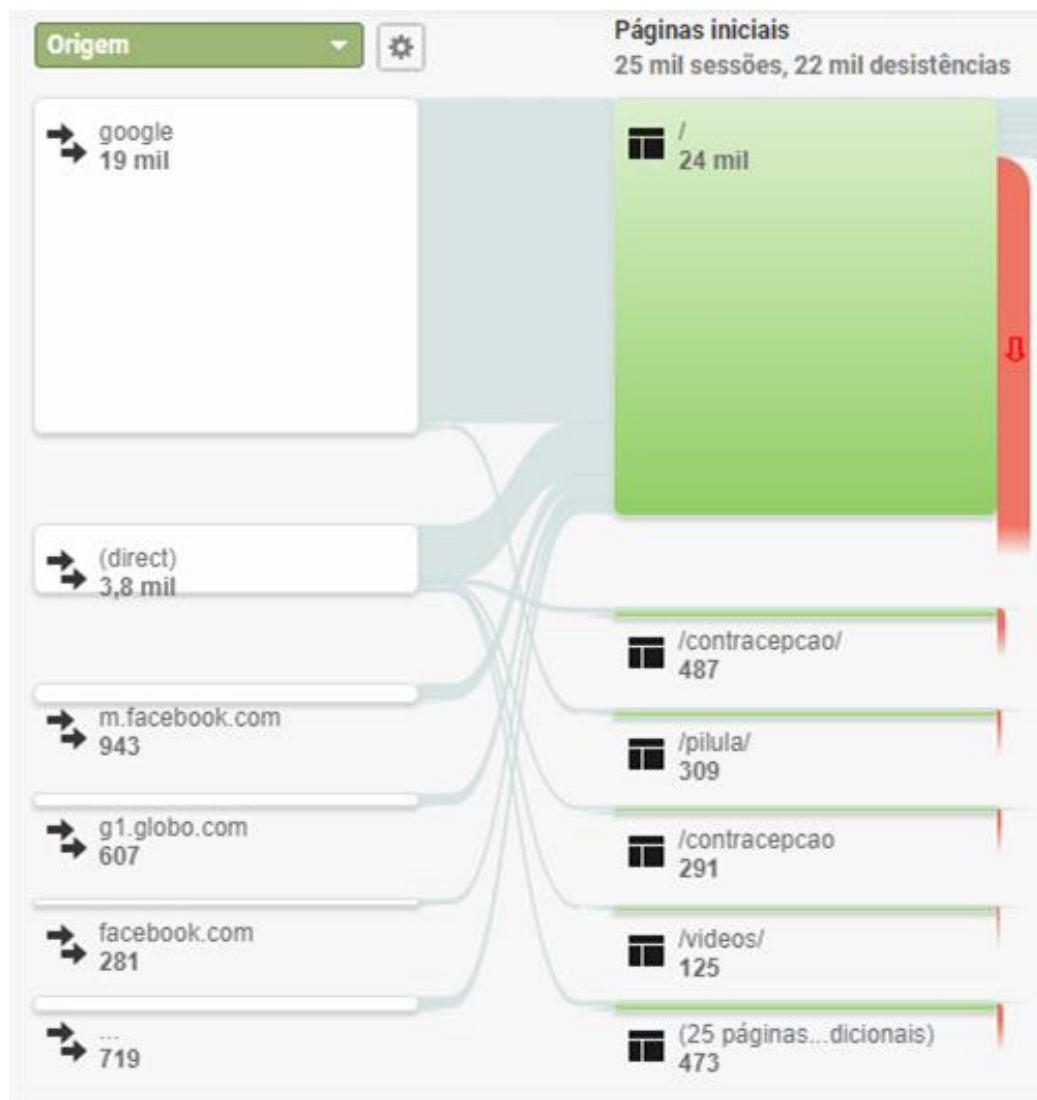 Origem
Páginas iniciais
25 mil sessões, 22 mil desistências
google
19 mil
(direct)
3,8 mil
m.facebook.com
943
g1.globo.com
607
facebook.com
281
...
719
/
24 mil
/contracepcao/
487
/pilula/
309
/contracepcao
291
/videos/
125
(25 páginas...dicionais)
473